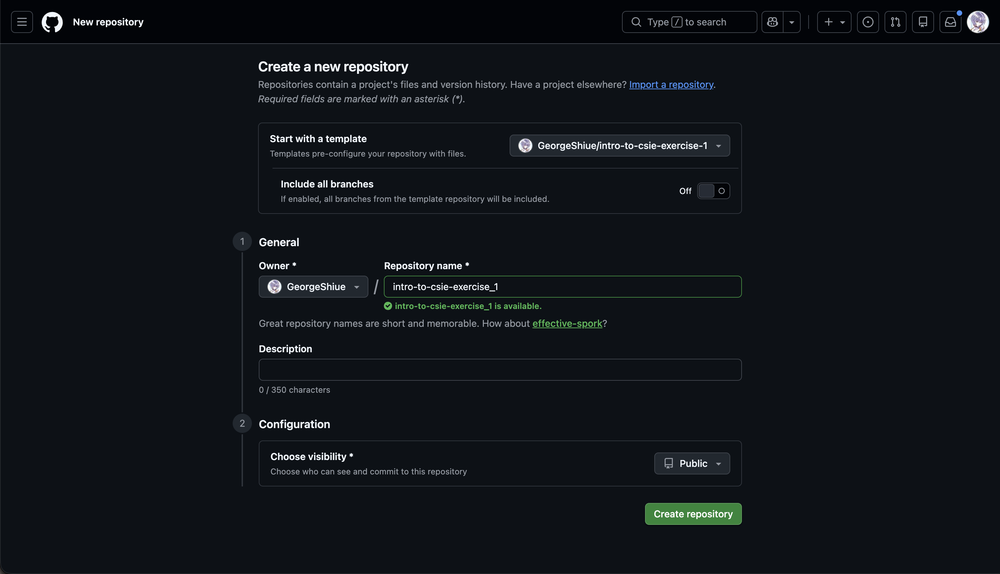 New repository
Type / to search
Create a new repository
Repositories contain a project's files and version history. Have a project elsewhere? Import a repository.
Required fields are marked with an asterisk (*).
Start with a template
GeorgeShiue/intro-to-csie-exercise-1
Templates pre-configure your repository with files.
Include all branches
Off
If enabled, all branches from the template repository will be included.
1
General
Owner *
Repository name *
GeorgeShiue
/
intro-to-csie-exercise_1
intro-to-csie-exercise_1 is available.
Great repository names are short and memorable. How about effective-spork?
Description
0 / 350 characters
2
Configuration
Choose visibility *
Public
Choose who can see and commit to this repository
Create repository